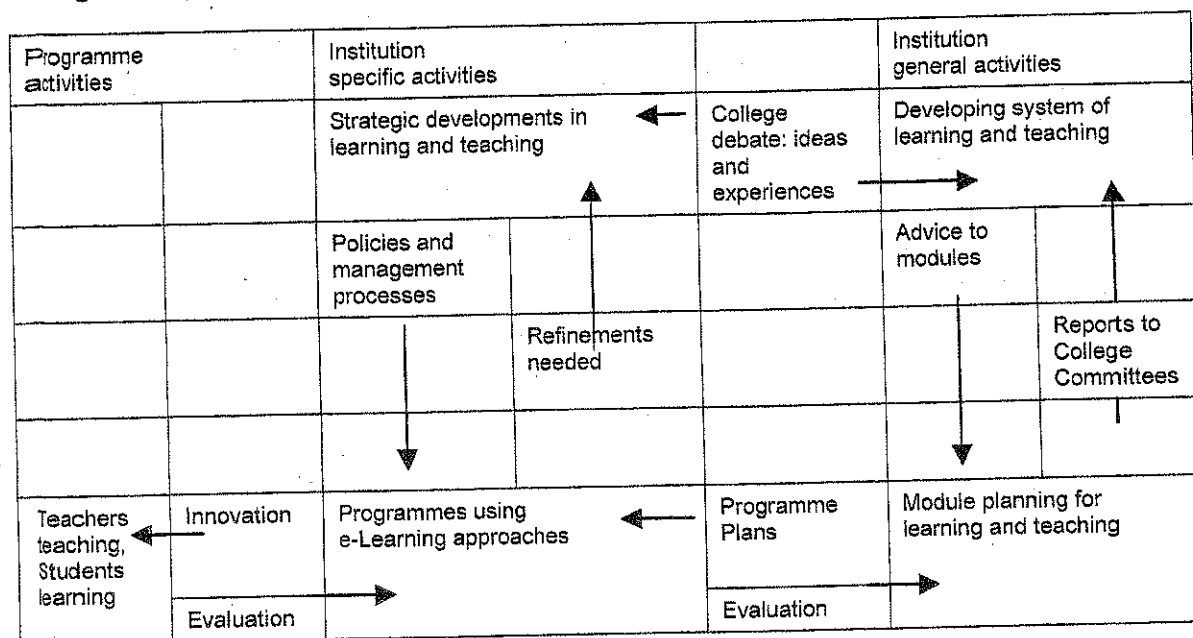 Programme
activities
Institution
specific activities
Institution
general activities
Strategic developments in
learning and teaching
College
debate: ideas
and
experiences
Developing system of
learning and teaching
Policies and
management
processes
Advice to
modules
Refinements
needed
Reports to
College
Committees
Teachers
teaching,
Students
learning
Innovation
Programmes using
e-Learning approaches
Programme
Plans
Module planning for
learning and teaching
Evaluation
Evaluation